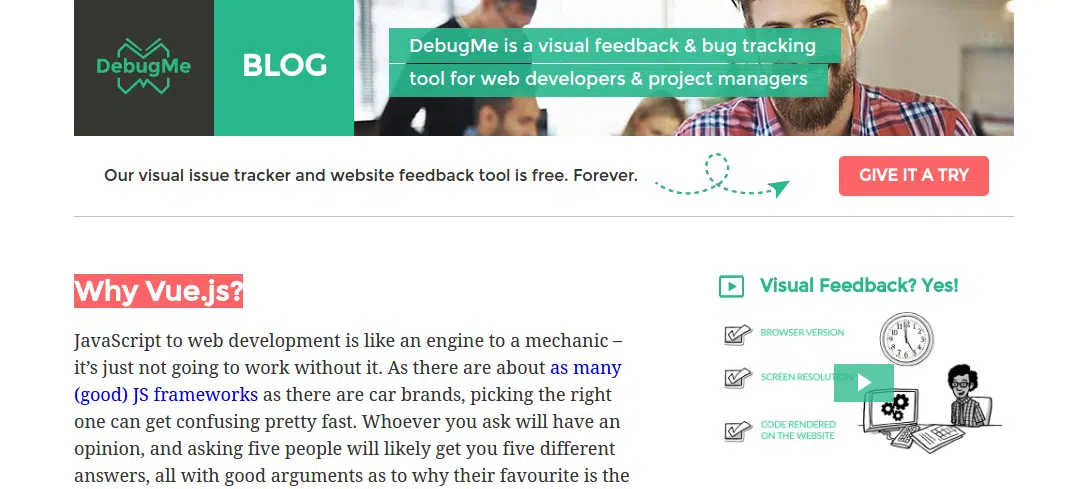 DebugMe
BLOG
DebugMe is a visual feedback & bug tracking
tool for web developers & project managers
Our visual issue tracker and website feedback tool is free. Forever.
GIVE IT A TRY
Why Vue.js?
JavaScript to web development is like an engine to a mechanic –
it’s just not going to work without it. As there are about as many
(good) JS frameworks as there are car brands, picking the right
one can get confusing pretty fast. Whoever you ask will have an
opinion, and asking five people will likely get you five different
answers, all with good arguments as to why their favourite is the
Visual Feedback? Yes!
BROWSER VERSION
SCREEN RESOLUTION
CODE RENDERED
ON THE WEBSITE